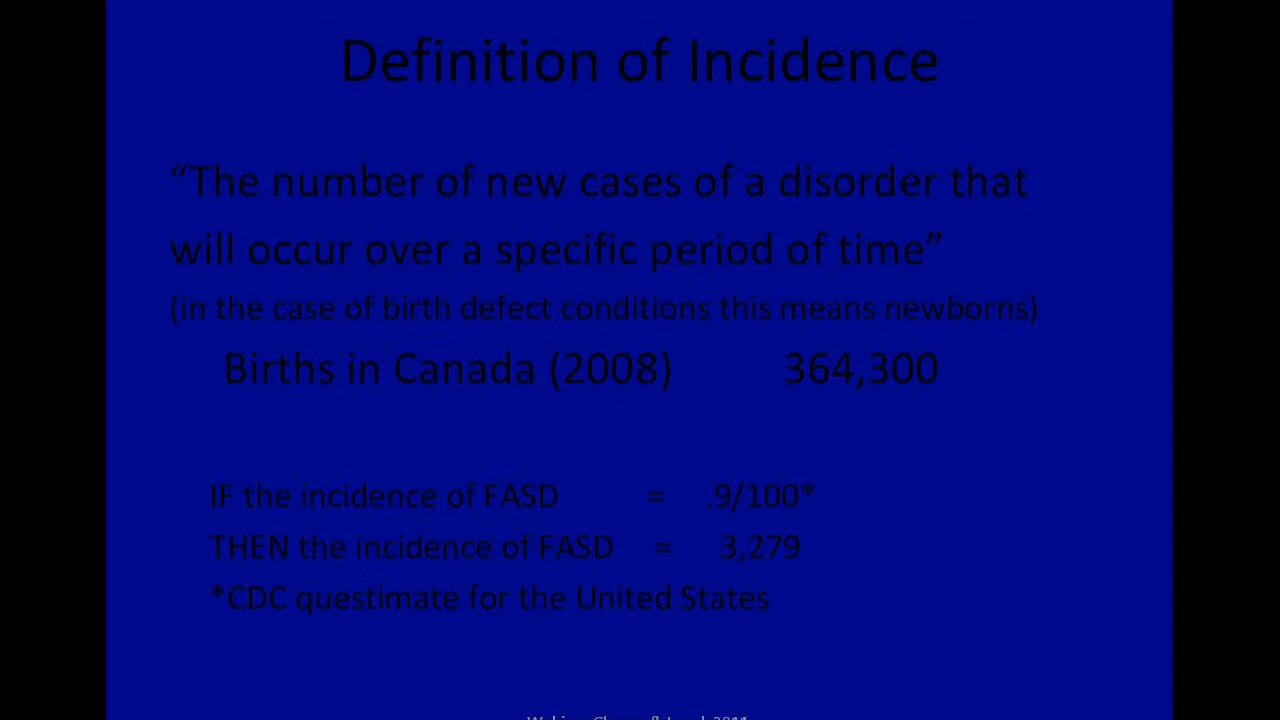 Definition of Incidence
“The number of new cases of a disorder that
will occur over a specific period of time”
(in the case of birth defect conditions this means newborns)
Births in Canada (2008) 364,300
IF the incidence of FASD = .9/100*
THEN the incidence of FASD = 3,279
*CDC questimate for the United States